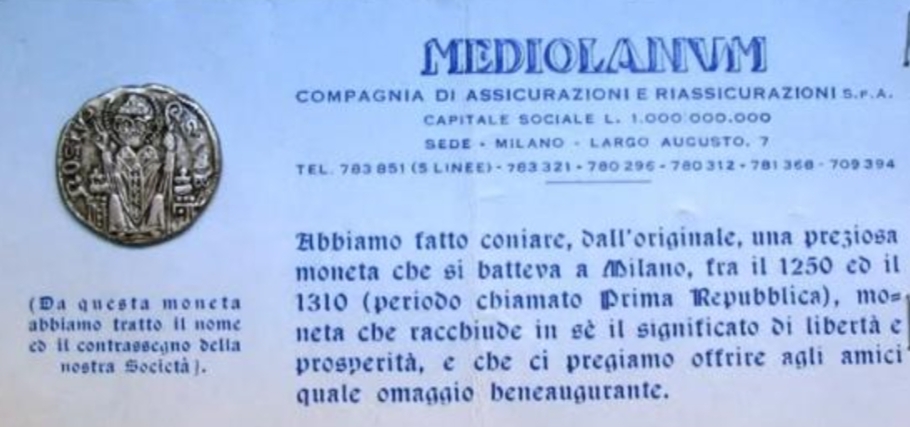 MEDIOLANVM
COMPAGNIA DI ASSICURAZIONI E RIASSICURAZIONI S.P.A.
CAPITALE SOCIALE L. 1.000.000.000
SEDE - MILANO - LARGO AUGUSTO, 7
TEL. 783 851 (5 LINEE) - 783 321 - 780 296 - 780 312 - 781 368 - 709 394
Abbiamo fatto coniare, dall'originale, una preziosa
moneta che si batteva a Milano, fra il 1250 ed il
1310 (periodo chiamato Prima Repubblica), mo=
neta che racchiude in sè il significato di libertà e
prosperità, e che ci pregiamo offrire agli amici
quale omaggio beneaugurante.
(Da questa moneta
abbiamo tratto il nome
ed il contrassegno della
nostra Società).